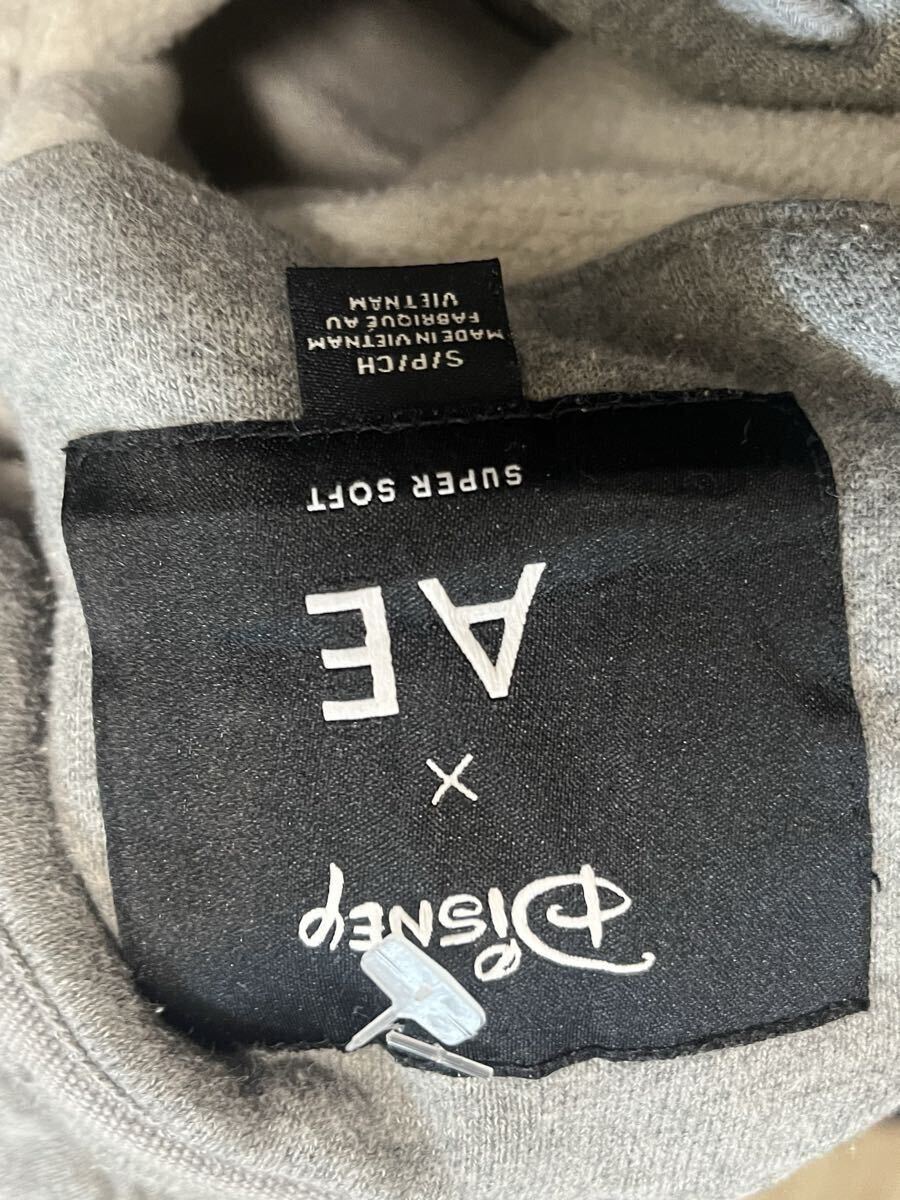 DISNEY
×
AE
SUPER SOFT
S/P/CH
MADE IN VIETNAM
FABRIQUÉ AU
VIETNAM